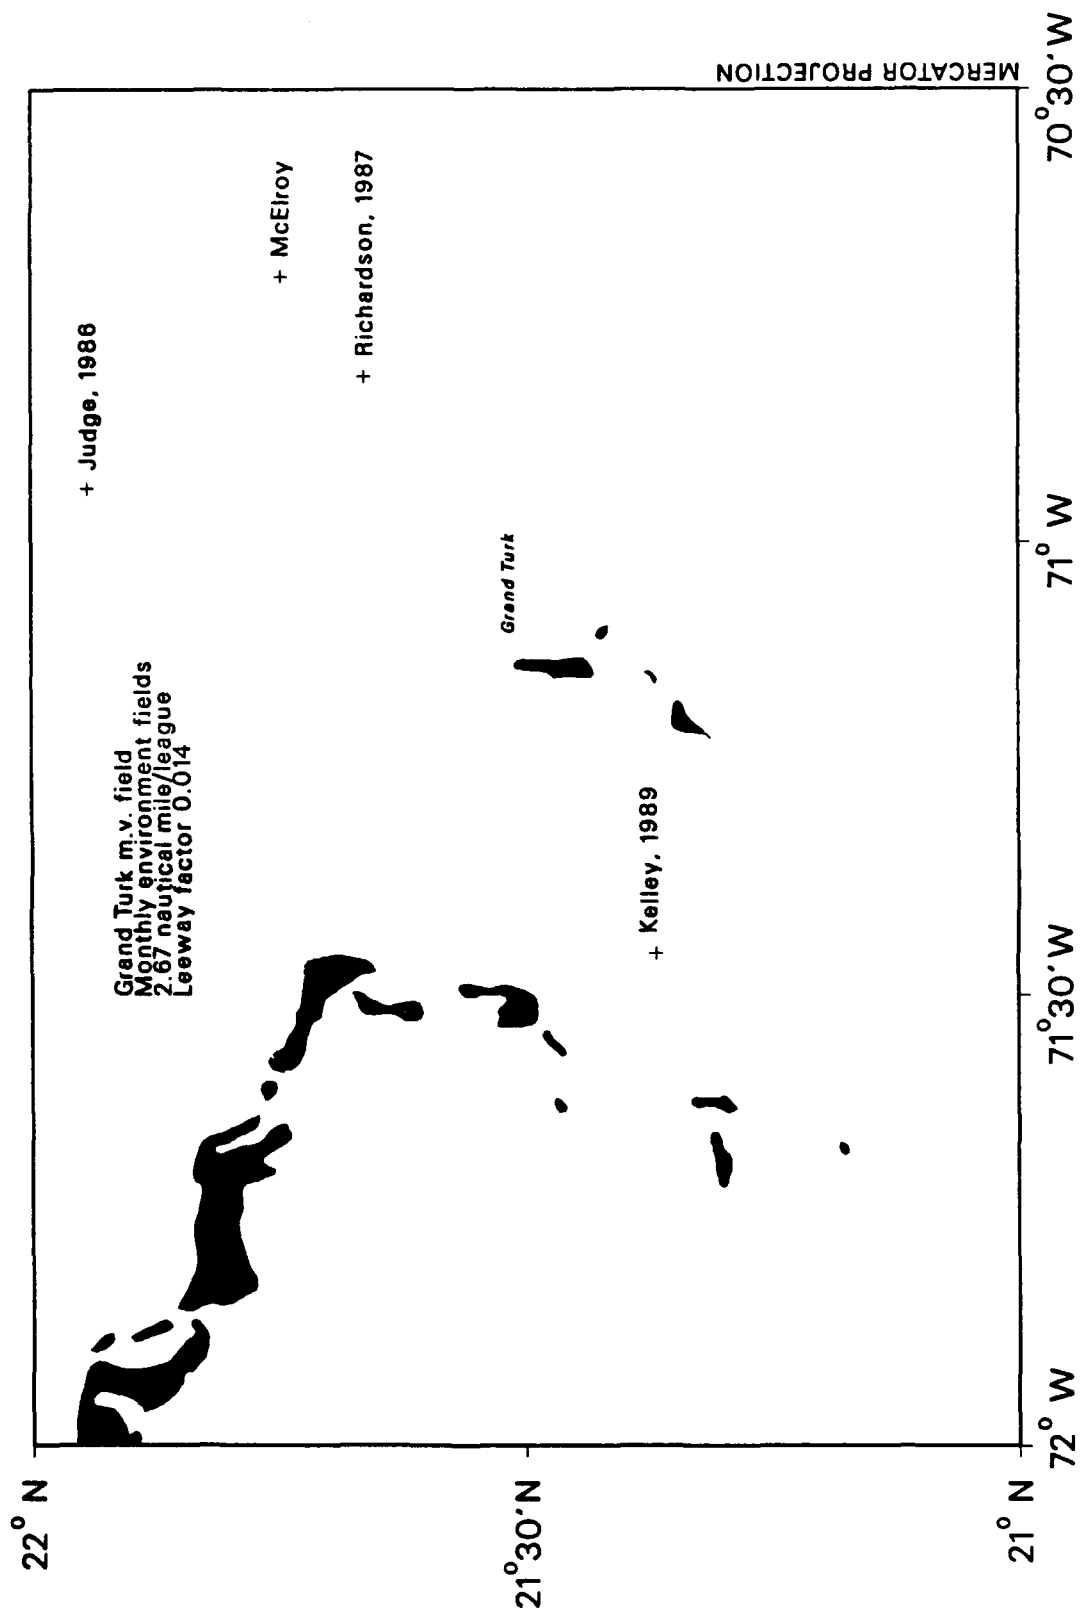 + Judge, 1986
Grand Turk m.v. field
Monthly environment fields
2.67 nautical mile/league
Leeway factor 0.014
+ McElroy
+ Richardson, 1987
Grand Turk
+ Kelley, 1989
22° N
21°30'N
21° N
72° W
71°30'W
71° W
70°30'W
MERCATOR PROJECTION